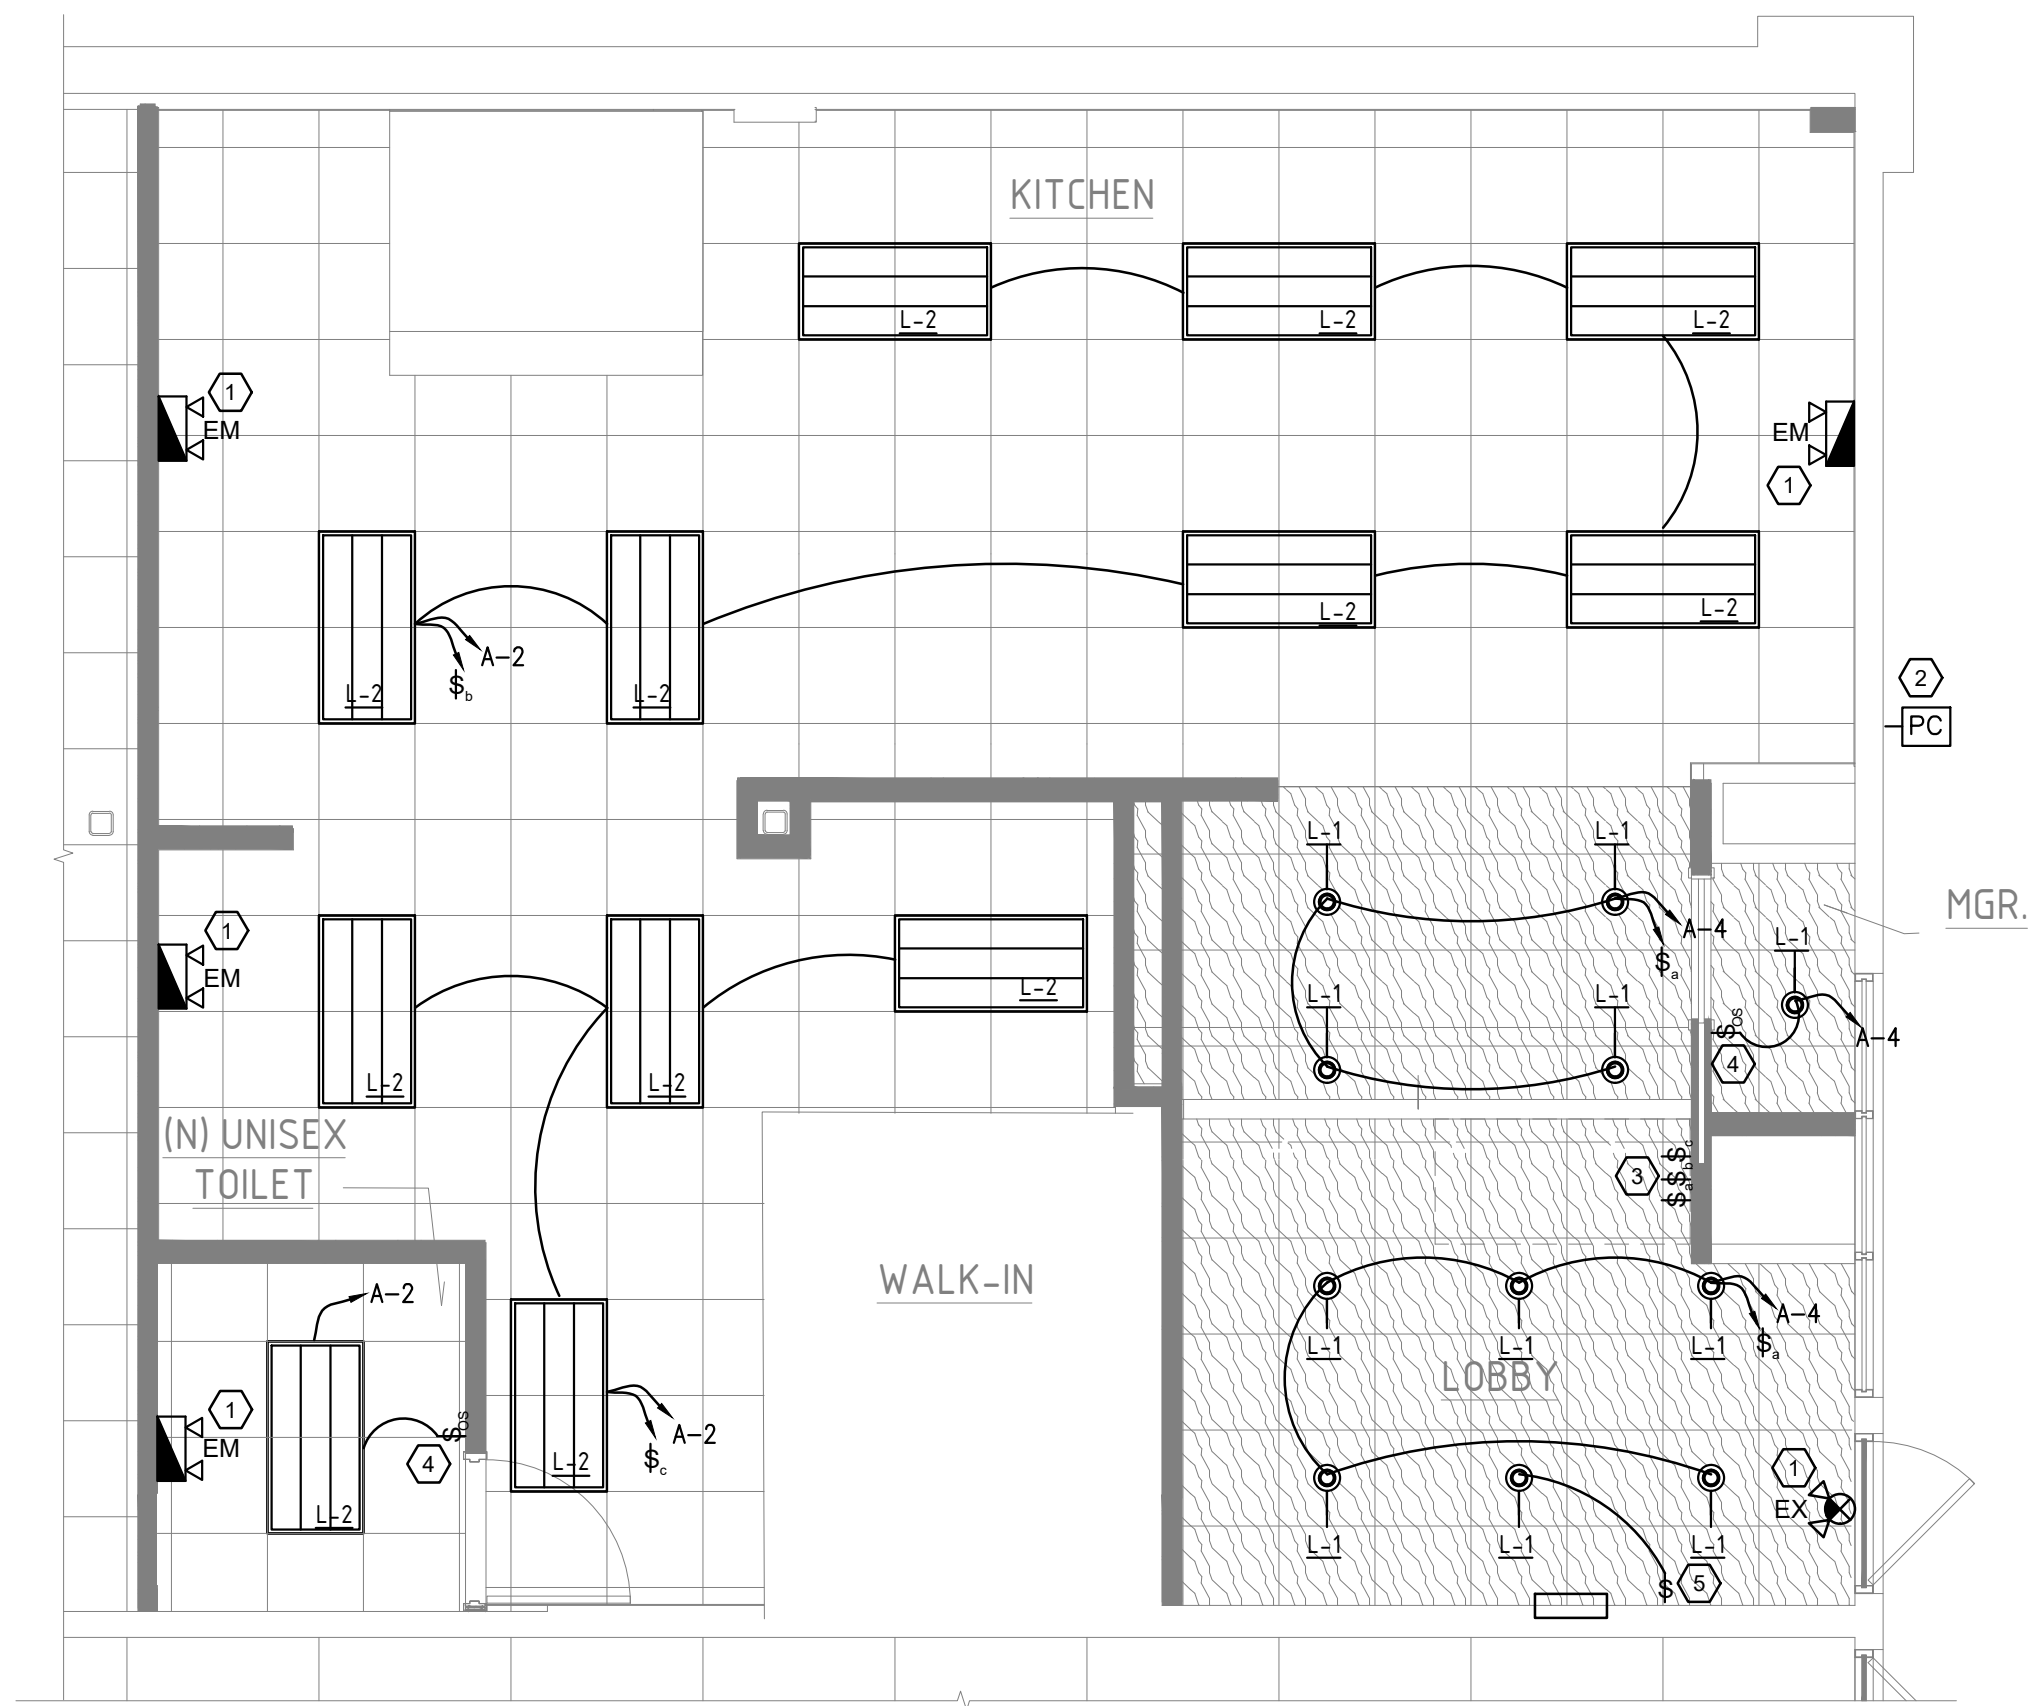 KITCHEN
L-2
L-2
L-2
1
EM
EM
1
L-2
L-2
A-2
$b
L-2
L-2
2
PC
L-1
L-1
MGR.
1
EM
A-4
$a
L-1
L-2
L-1
L-1
$OS
A-4
4
L-2
L-2
(N) UNISEX
TOILET
3
$a $b $c
WALK-IN
A-2
A-4
$a
L-1
L-1
L-1
LOBBY
1
EM
$OS
4
A-2
$c
L-2
L-2
1
EX
L-1
L-1
L-1
$
5